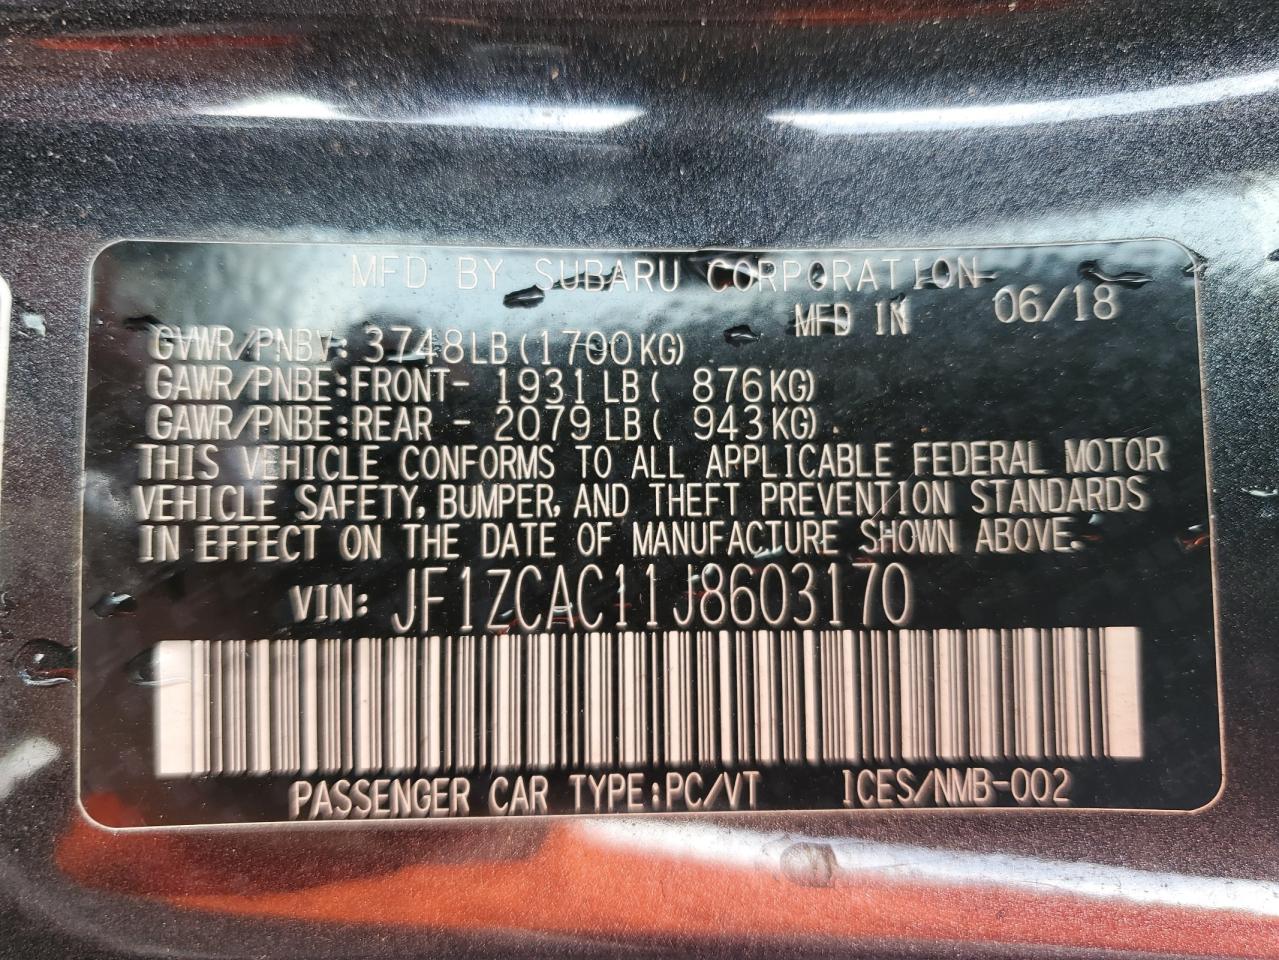 MFD BY SUBARU CORPORATION
MFD IN 06/18
GVWR/PNBV: 3748LB(1700KG)
GAWR/PNBE:FRONT- 1931LB( 876KG)
GAWR/PNBE:REAR - 2079LB( 943KG)
THIS VEHICLE CONFORMS TO ALL APPLICABLE FEDERAL MOTOR
VEHICLE SAFETY, BUMPER, AND THEFT PREVENTION STANDARDS
IN EFFECT ON THE DATE OF MANUFACTURE SHOWN ABOVE.
VIN: JF1ZCAC11J8603170
PASSENGER CAR TYPE:PC/VT ICES/NMB-002